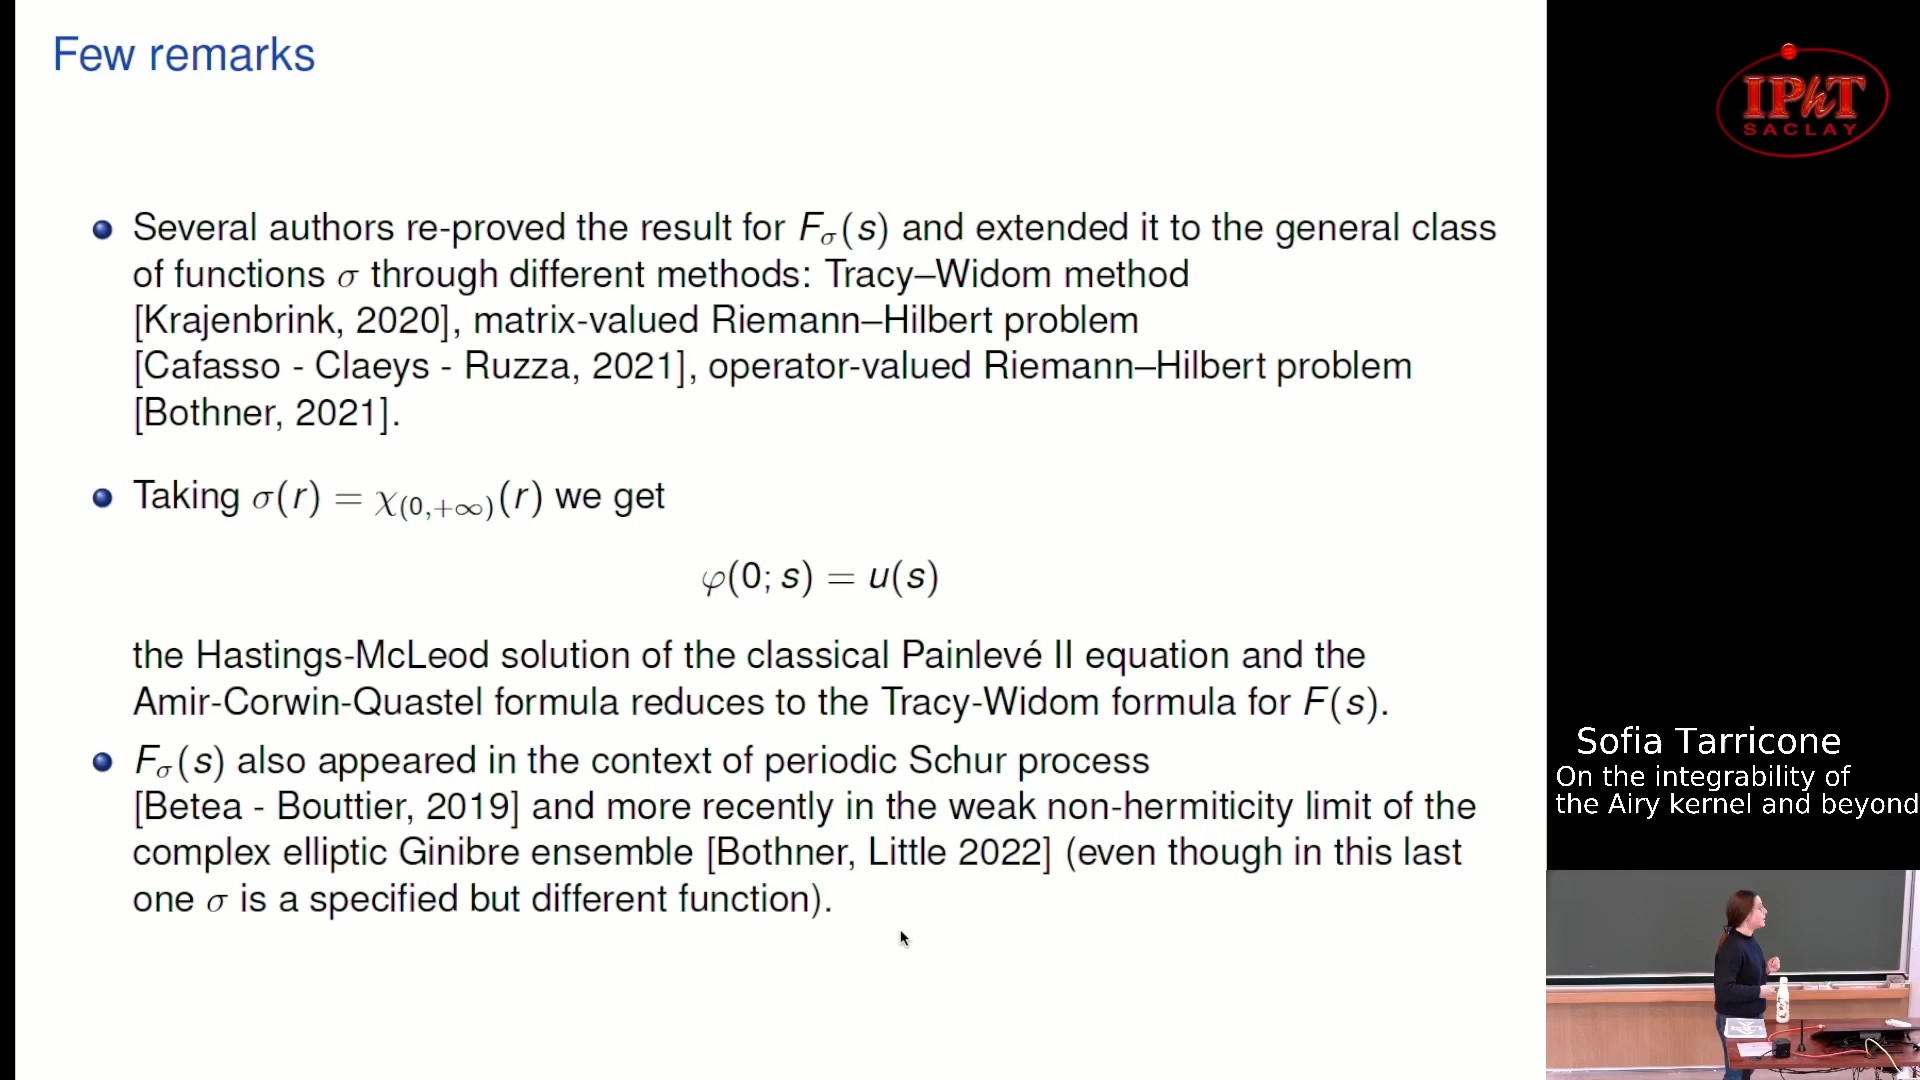 Few remarks
Several authors re-proved the result for Fσ(s) and extended it to the general class
of functions σ through different methods: Tracy–Widom method
[Krajenbrink, 2020], matrix-valued Riemann–Hilbert problem
[Cafasso - Claeys - Ruzza, 2021], operator-valued Riemann–Hilbert problem
[Bothner, 2021].
Taking σ(r) = χ(0,+∞)(r) we get
φ(0; s) = u(s)
the Hastings-McLeod solution of the classical Painlevé II equation and the
Amir-Corwin-Quastel formula reduces to the Tracy-Widom formula for F(s).
Fσ(s) also appeared in the context of periodic Schur process
[Betea - Bouttier, 2019] and more recently in the weak non-hermiticity limit of the
complex elliptic Ginibre ensemble [Bothner, Little 2022] (even though in this last
one σ is a specified but different function).
IPhT
SACLAY
Sofia Tarricone
On the integrability of
the Airy kernel and beyond